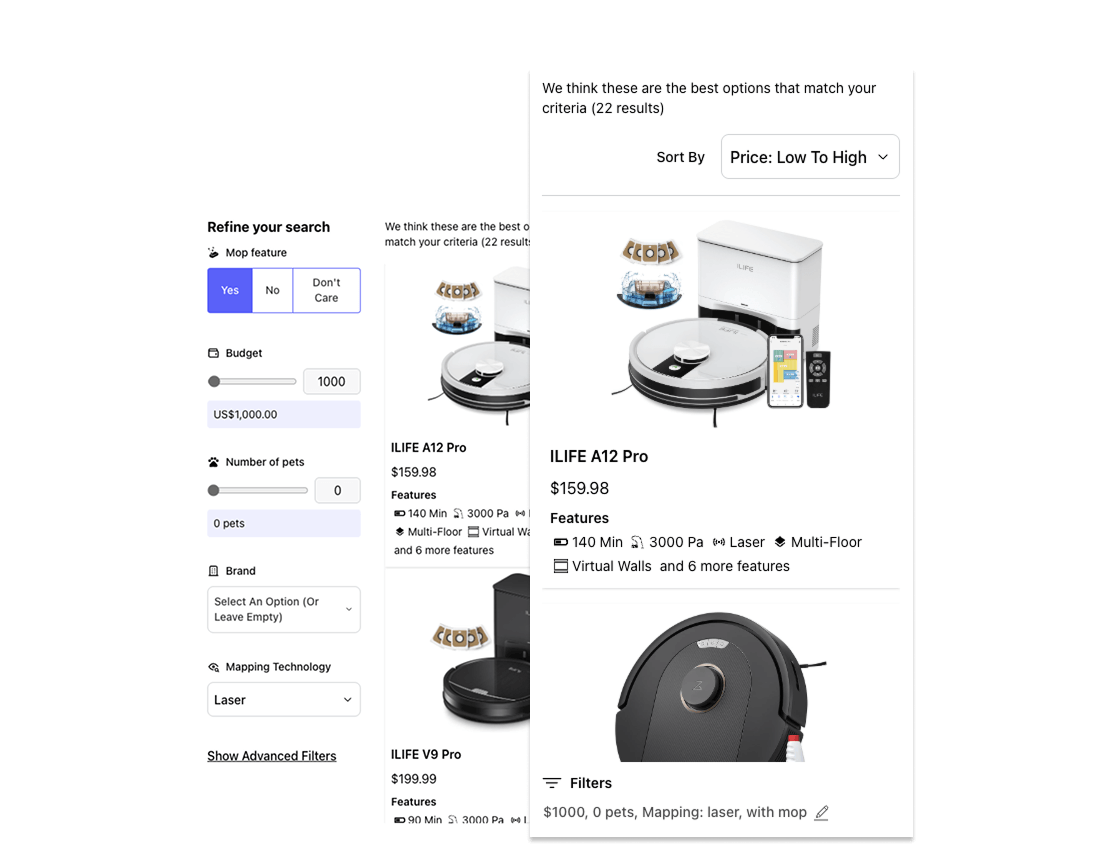 Refine your search
Mop feature
Yes
No
Don't
Care
Budget
1000
US$1,000.00
Number of pets
0
0 pets
Brand
Select An Option (Or
Leave Empty)
Mapping Technology
Laser
Show Advanced Filters
We think these are the best
match your criteria (22
ILIFE A12 Pro
$159.98
Features
140 Min 3000 Pa
Multi-Floor Virtual
and 6 more features
ILIFE V9 Pro
$199.99
Features
90 Min 3000 Pa
We think these are the best options that match your
criteria (22 results)
Sort By
Price: Low To High
ILIFE
ILIFE A12 Pro
$159.98
Features
140 Min 3000 Pa Laser Multi-Floor
Virtual Walls and 6 more features
Filters
$1000, 0 pets, Mapping: laser, with mop